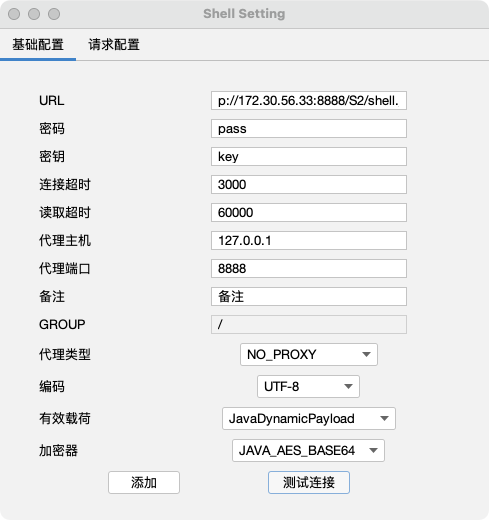 Shell Setting
基础配置 请求配置
URL p://172.30.56.33:8888/S2/shell.
密码 pass
密钥 key
连接超时 3000
读取超时 60000
代理主机 127.0.0.1
代理端口 8888
备注 备注
GROUP /
代理类型 NO_PROXY
编码 UTF-8
有效载荷 JavaDynamicPayload
加密器 JAVA_AES_BASE64
添加 测试连接